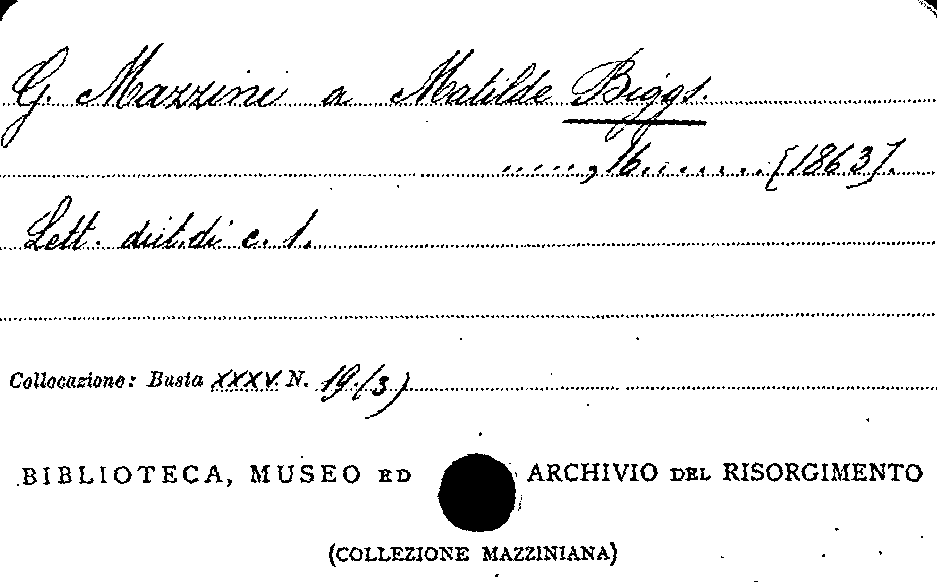 G. Mazzini a Matilde Biggs.
......, 16 ........ [1863].
Lett. di c. 1.
Collocazione: Busta XXXV. N. 19 (3)
BIBLIOTECA, MUSEO ED ARCHIVIO DEL RISORGIMENTO
(COLLEZIONE MAZZINIANA)